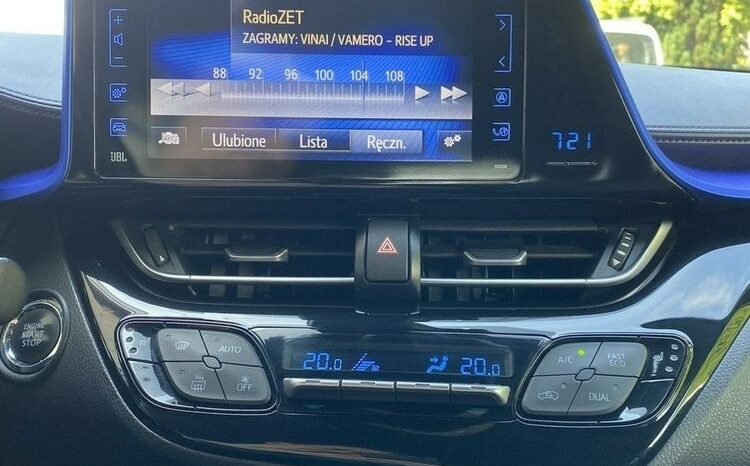 RadioZET
ZAGRAMY: VINAI / VAMERO – RISE UP
88 92 96 100 104 108
Ulubione Lista Ręczn.
JBL
721
ENGINE
START
STOP
AUTO
OFF
20.0
20.0
A/C
FAST
ECO
DUAL